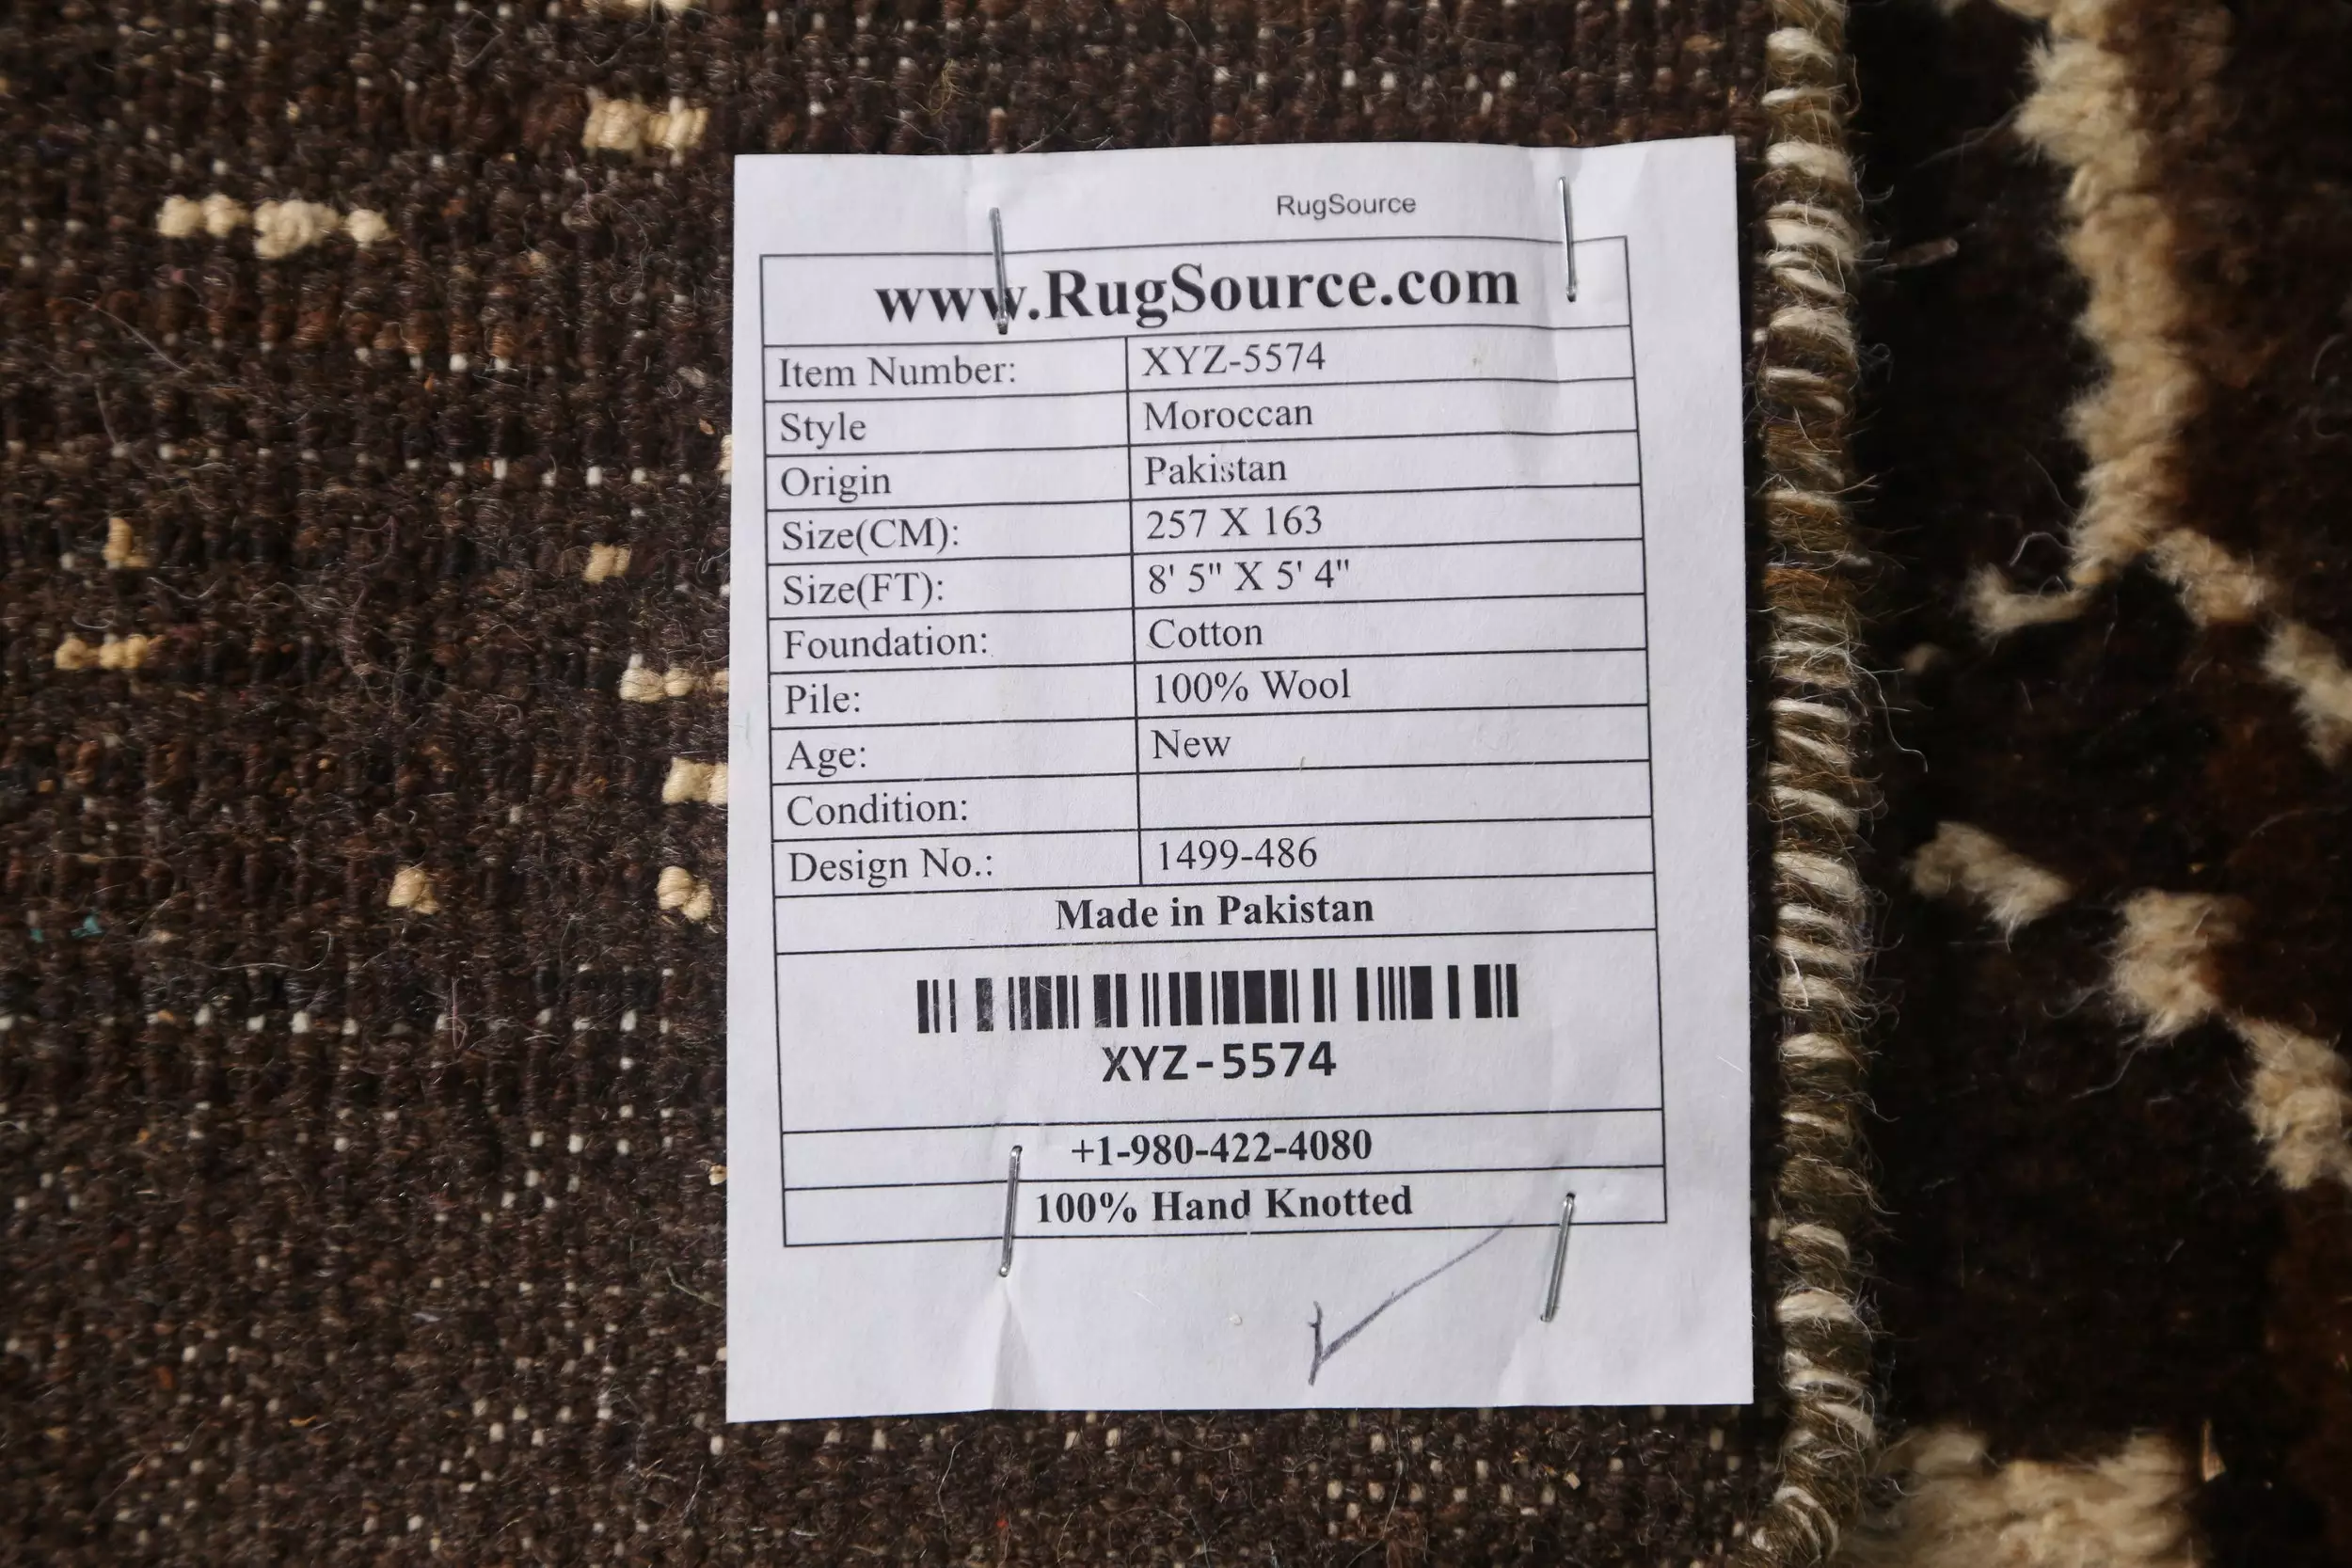 RugSource
www.RugSource.com
Item Number: XYZ-5574
Style Moroccan
Origin Pakistan
Size(CM): 257 X 163
Size(FT): 8' 5" X 5' 4"
Foundation: Cotton
Pile: 100% Wool
Age: New
Condition:
Design No.: 1499-486
Made in Pakistan
XYZ-5574
+1-980-422-4080
100% Hand Knotted